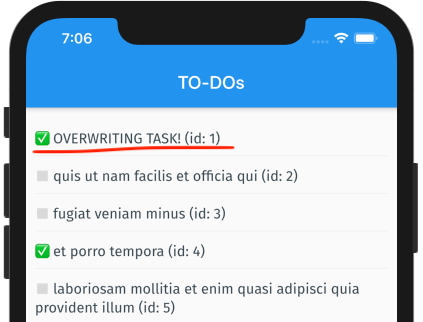 7:06
TO-DOs
✅ OVERWRITING TASK! (id: 1)
quis ut nam facilis et officia qui (id: 2)
fugiat veniam minus (id: 3)
✅ et porro tempora (id: 4)
laboriosam mollitia et enim quasi adipisci quia
provident illum (id: 5)